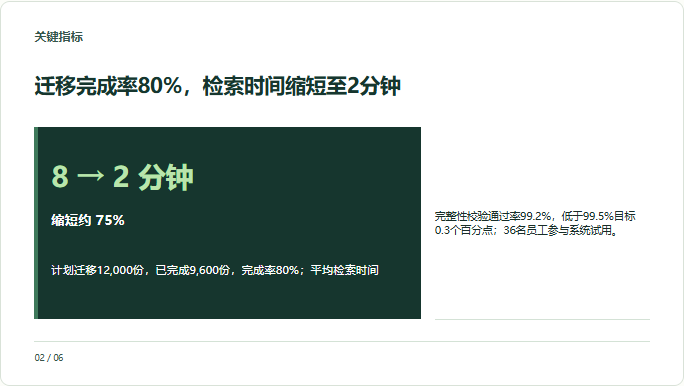 关键指标
迁移完成率80%，检索时间缩短至2分钟
8 → 2 分钟
缩短约 75%
计划迁移12,000份，已完成9,600份，完成率80%；平均检索时间
完整性校验通过率99.2%，低于99.5%目标
0.3个百分点；36名员工参与系统试用。
02 / 06